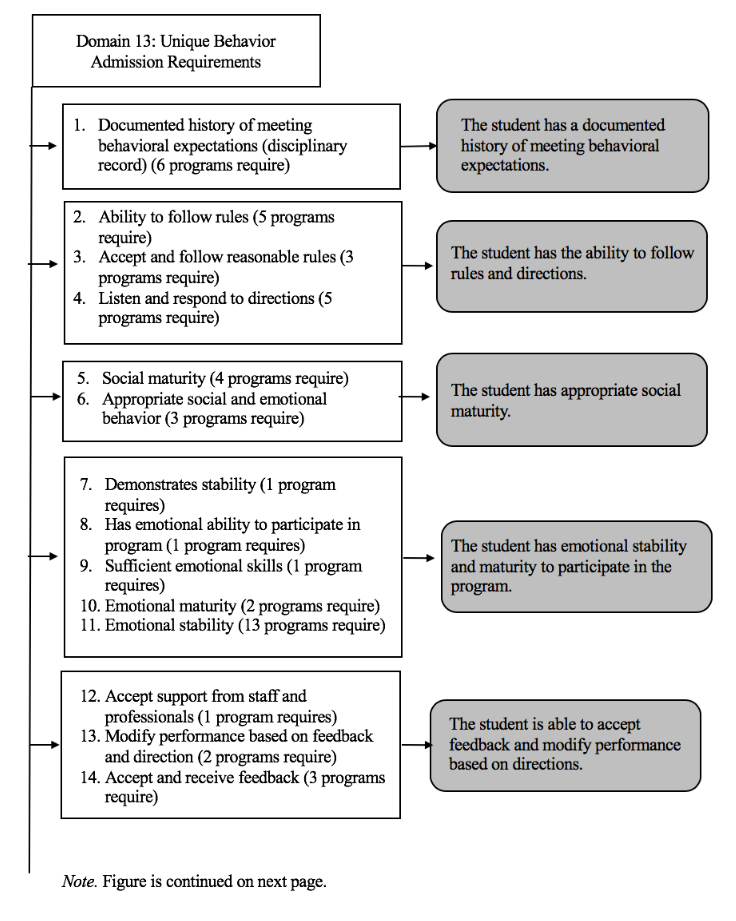 Domain 13: Unique Behavior
Admission Requirements
1. Documented history of meeting
behavioral expectations (disciplinary
record) (6 programs require)
The student has a documented
history of meeting behavioral
expectations.
2. Ability to follow rules (5 programs
require)
3. Accept and follow reasonable rules (3
programs require)
4. Listen and respond to directions (5
programs require)
The student has the ability to follow
rules and directions.
5. Social maturity (4 programs require)
6. Appropriate social and emotional
behavior (3 programs require)
The student has appropriate social
maturity.
7. Demonstrates stability (1 program
requires)
8. Has emotional ability to participate in
program (1 program requires)
9. Sufficient emotional skills (1 program
requires)
10. Emotional maturity (2 programs require)
11. Emotional stability (13 programs require)
The student has emotional stability
and maturity to participate in the
program.
12. Accept support from staff and
professionals (1 program requires)
13. Modify performance based on feedback
and direction (2 programs require)
14. Accept and receive feedback (3 programs
require)
The student is able to accept
feedback and modify performance
based on directions.
Note. Figure is continued on next page.